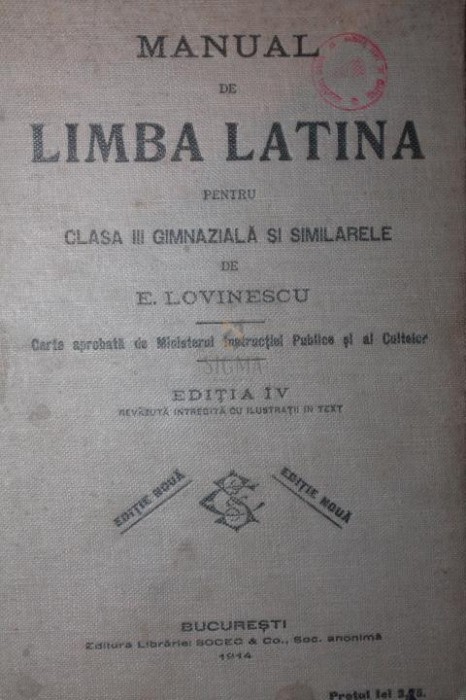 MANUAL
DE
LIMBA LATINA
PENTRU
CLASA III GIMNAZIALĂ ȘI SIMILARELE
DE
E. LOVINESCU
Carte aprobată de Ministerul Instrucției Publice și al Cultelor
SIGMA
EDIȚIA IV
REVĂZUTĂ INTREGITĂ CU ILUSTRAȚII IN TEXT
EDIȚIE NOUĂ
EDIȚIE NOUĂ
BUCUREȘTI
Editura Librăriei SOCEC & Co., Soc. anonimă
1914
Prețul lei